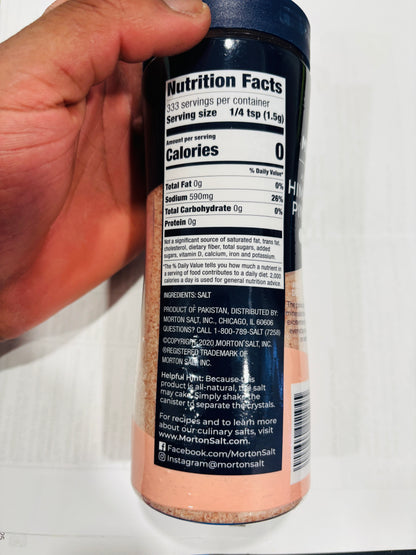 Nutrition Facts
333 servings per container
Serving size 1/4 tsp (1.5g)
Amount per serving
Calories 0
% Daily Value*
Total Fat 0g 0%
Sodium 590mg 26%
Total Carbohydrate 0g 0%
Protein 0g
Not a significant source of saturated fat, trans fat,
cholesterol, dietary fiber, total sugars, added
sugars, vitamin D, calcium, iron and potassium.
*The % Daily Value tells you how much a nutrient in
a serving of food contributes to a daily diet. 2,000
calories a day is used for general nutrition advice.
INGREDIENTS: SALT
PRODUCT OF PAKISTAN, DISTRIBUTED BY:
MORTON SALT, INC., CHICAGO, IL 60606
QUESTIONS? CALL 1-800-789-SALT (7258)
©COPYRIGHT 2020 MORTON SALT, INC.
®REGISTERED TRADEMARK OF
MORTON SALT, INC.
Helpful Hint: Because this
product is all-natural, the salt
may cake. Simply shake the
canister to separate the crystals.
For recipes and to learn more
about our culinary salts, visit
www.MortonSalt.com.
Facebook.com/MortonSalt
Instagram@mortonsalt